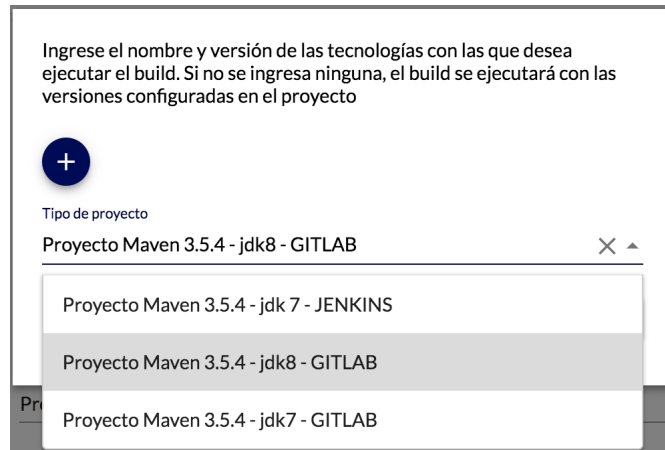 Ingrese el nombre y versión de las tecnologías con las que desea
ejecutar el build. Si no se ingresa ninguna, el build se ejecutará con las
versiones configuradas en el proyecto
+
Tipo de proyecto
Proyecto Maven 3.5.4 - jdk8 - GITLAB
Proyecto Maven 3.5.4 - jdk 7 - JENKINS
Proyecto Maven 3.5.4 - jdk8 - GITLAB
Proyecto Maven 3.5.4 - jdk7 - GITLAB